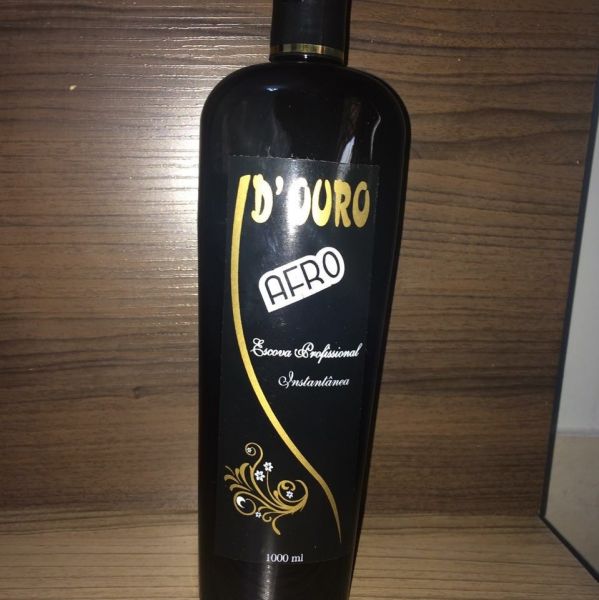 D'OURO
AFRO
Escova Profissional
Instantânea
1000 ml